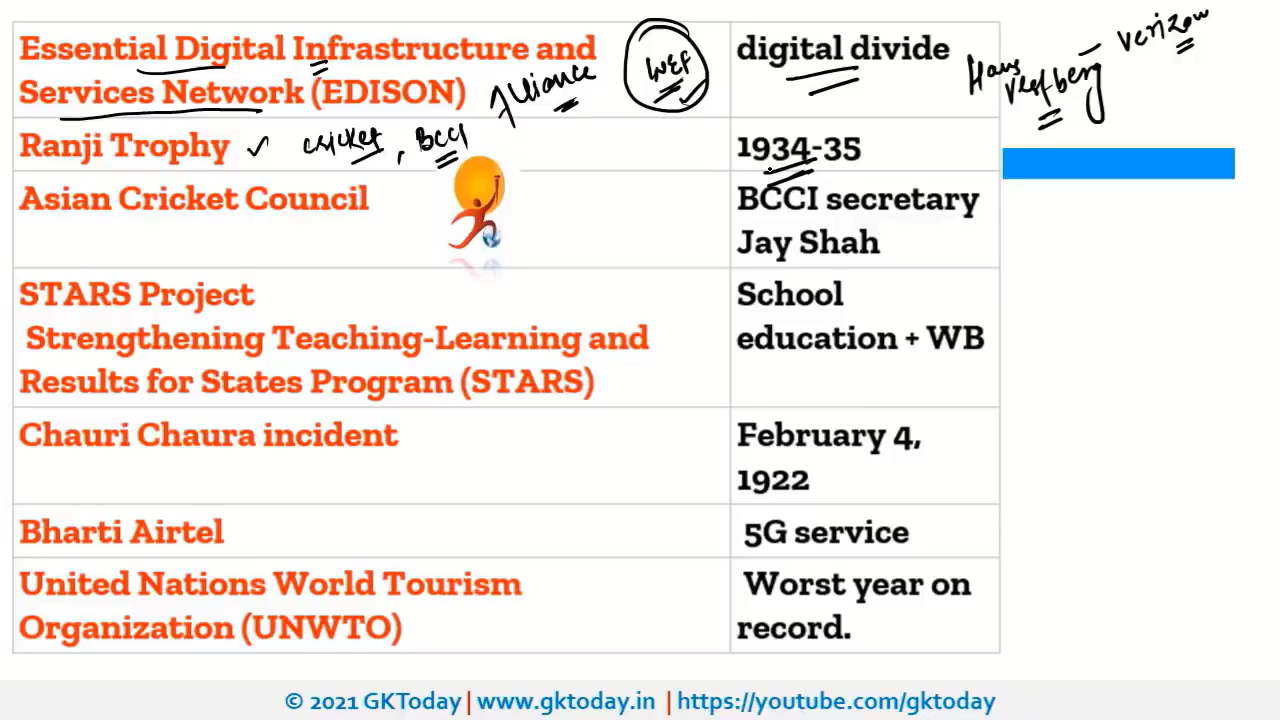 Essential Digital Infrastructure and
Services Network (EDISON)
Alliance
WEF
digital divide
Hans
Vestberg
Verizon
Ranji Trophy
cricket, BCCI
1934-35
Asian Cricket Council
BCCI secretary
Jay Shah
STARS Project
Strengthening Teaching-Learning and
Results for States Program (STARS)
School
education + WB
Chauri Chaura incident
February 4,
1922
Bharti Airtel
5G service
United Nations World Tourism
Organization (UNWTO)
Worst year on
record.
© 2021 GKToday | www.gktoday.in | https://youtube.com/gktoday